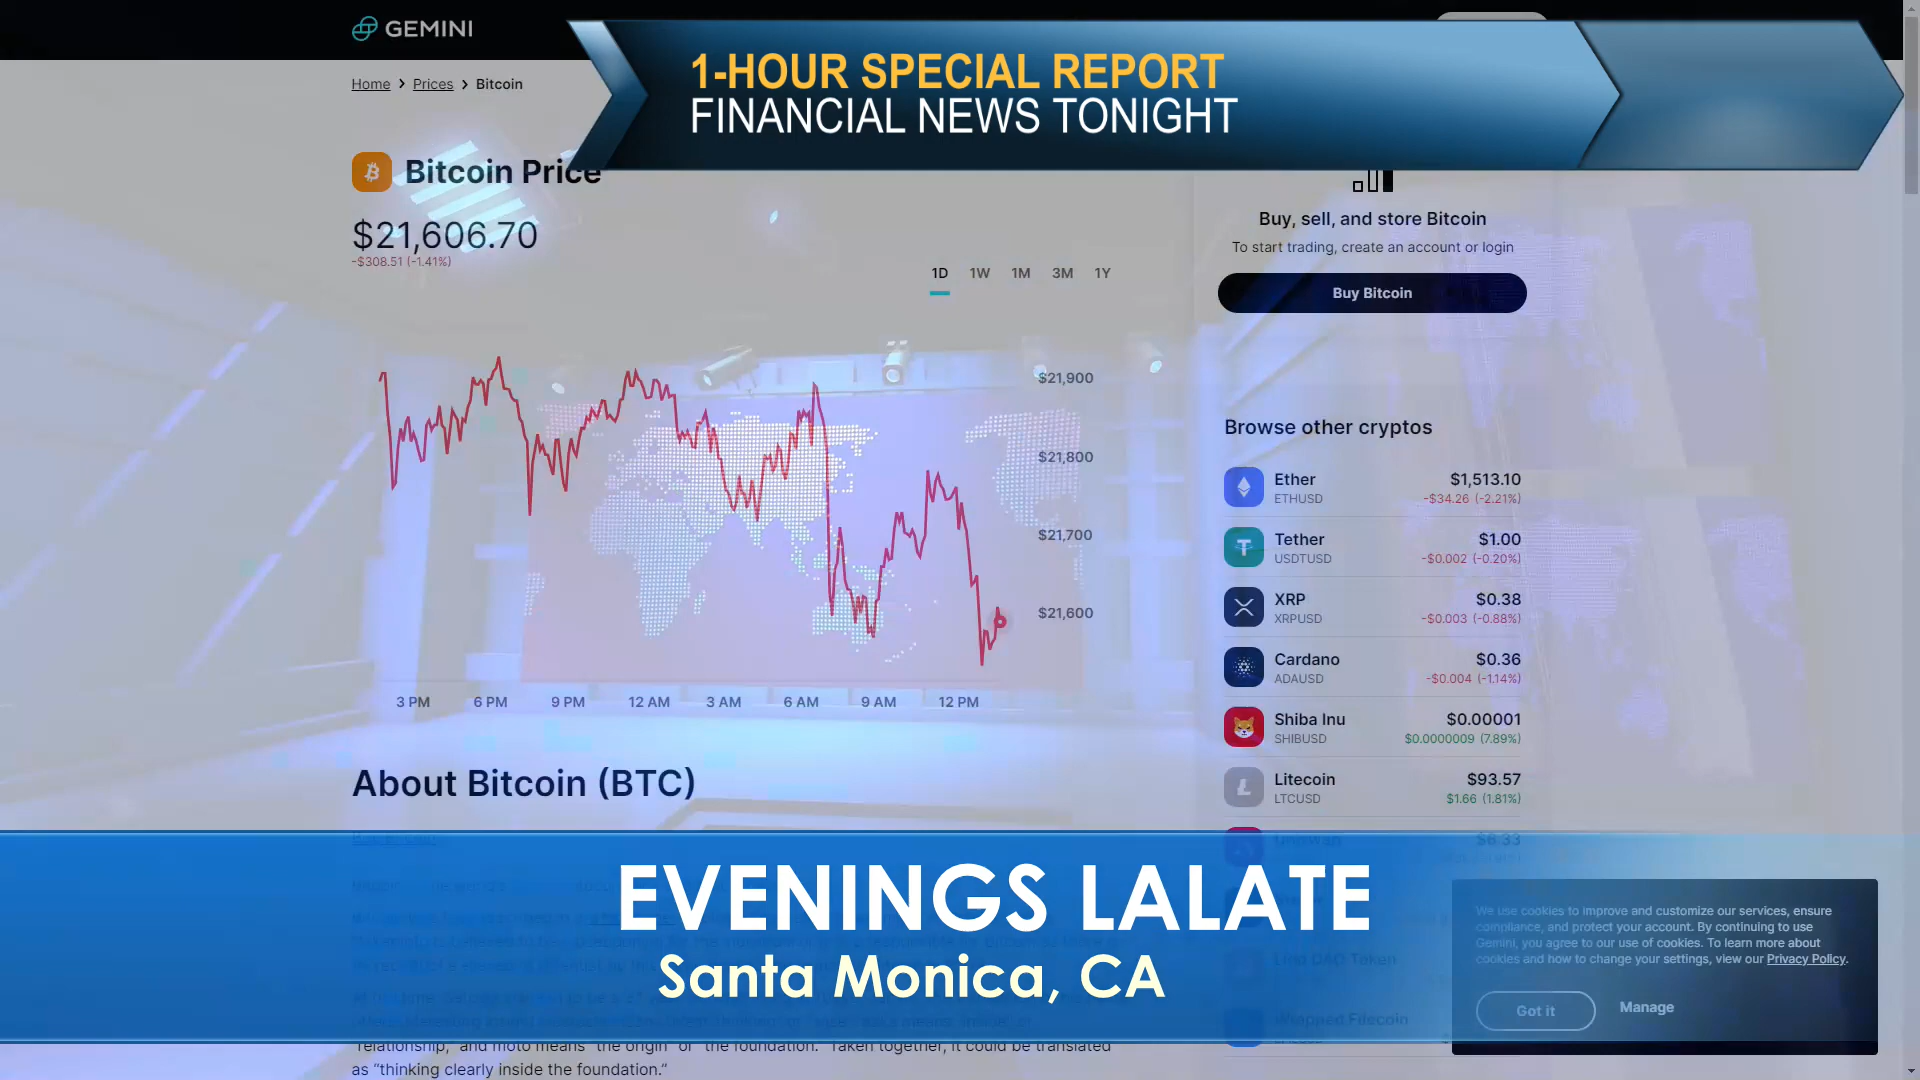 GEMINI
1-HOUR SPECIAL REPORT
FINANCIAL NEWS TONIGHT
Home > Prices > Bitcoin
Bitcoin Price
$21,606.70
-$308.51 (-1.41%)
1D 1W 1M 3M 1Y
$21,900
$21,800
$21,700
$21,600
3 PM 6 PM 9 PM 12 AM 3 AM 6 AM 9 AM 12 PM
Buy, sell, and store Bitcoin
To start trading, create an account or login
Buy Bitcoin
Browse other cryptos
Ether $1,513.10
ETHUSD -$34.26 (-2.21%)
Tether $1.00
USDTUSD -$0.002 (-0.20%)
XRP $0.38
XRPUSD -$0.003 (-0.88%)
Cardano $0.36
ADAUSD -$0.004 (-1.14%)
Shiba Inu $0.00001
SHIBUSD $0.0000009 (7.89%)
Litecoin $93.57
LTCUSD $1.66 (1.81%)
Uniswap $6.33
About Bitcoin (BTC)
EVENINGS LALATE
Santa Monica, CA
Lido DAO Token
Wrapped Filecoin
"relationship," and moto means "the origin" or "the foundation." Taken together, it could be translated
as "thinking clearly inside the foundation."
We use cookies to improve and customize our services, ensure
compliance, and protect your account. By continuing to use
Gemini, you agree to our use of cookies. To learn more about
cookies and how to change your settings, view our Privacy Policy.
Got it Manage